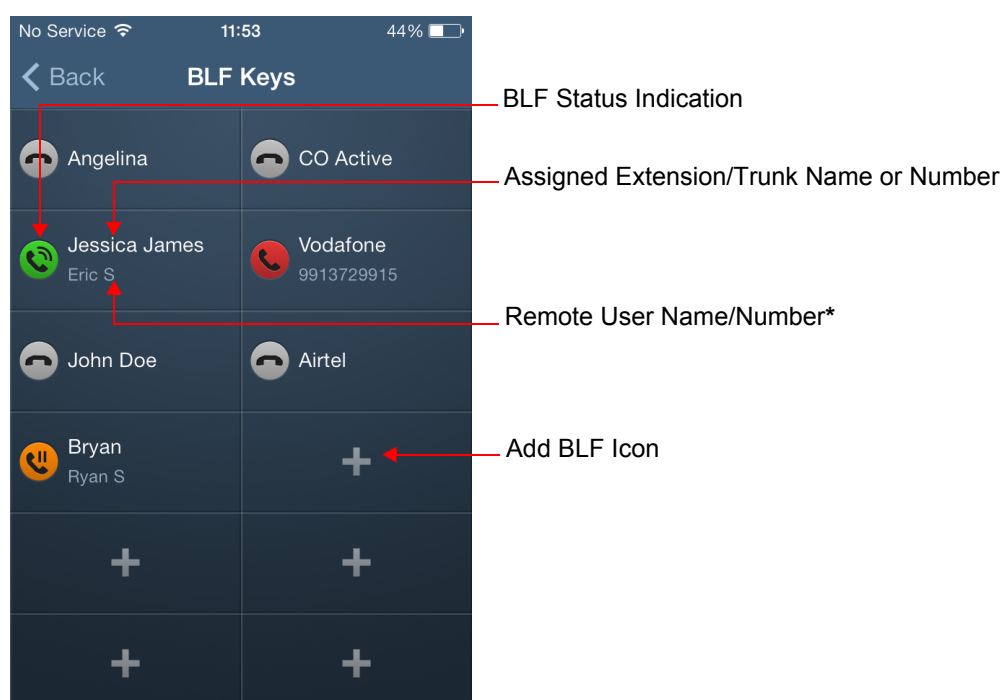 No Service 11:53 44%
Back BLF Keys
BLF Status Indication
Angelina CO Active
Assigned Extension/Trunk Name or Number
Jessica James Vodafone
Eric S 9913729915
Remote User Name/Number*
John Doe Airtel
Add BLF Icon
Bryan
Ryan S